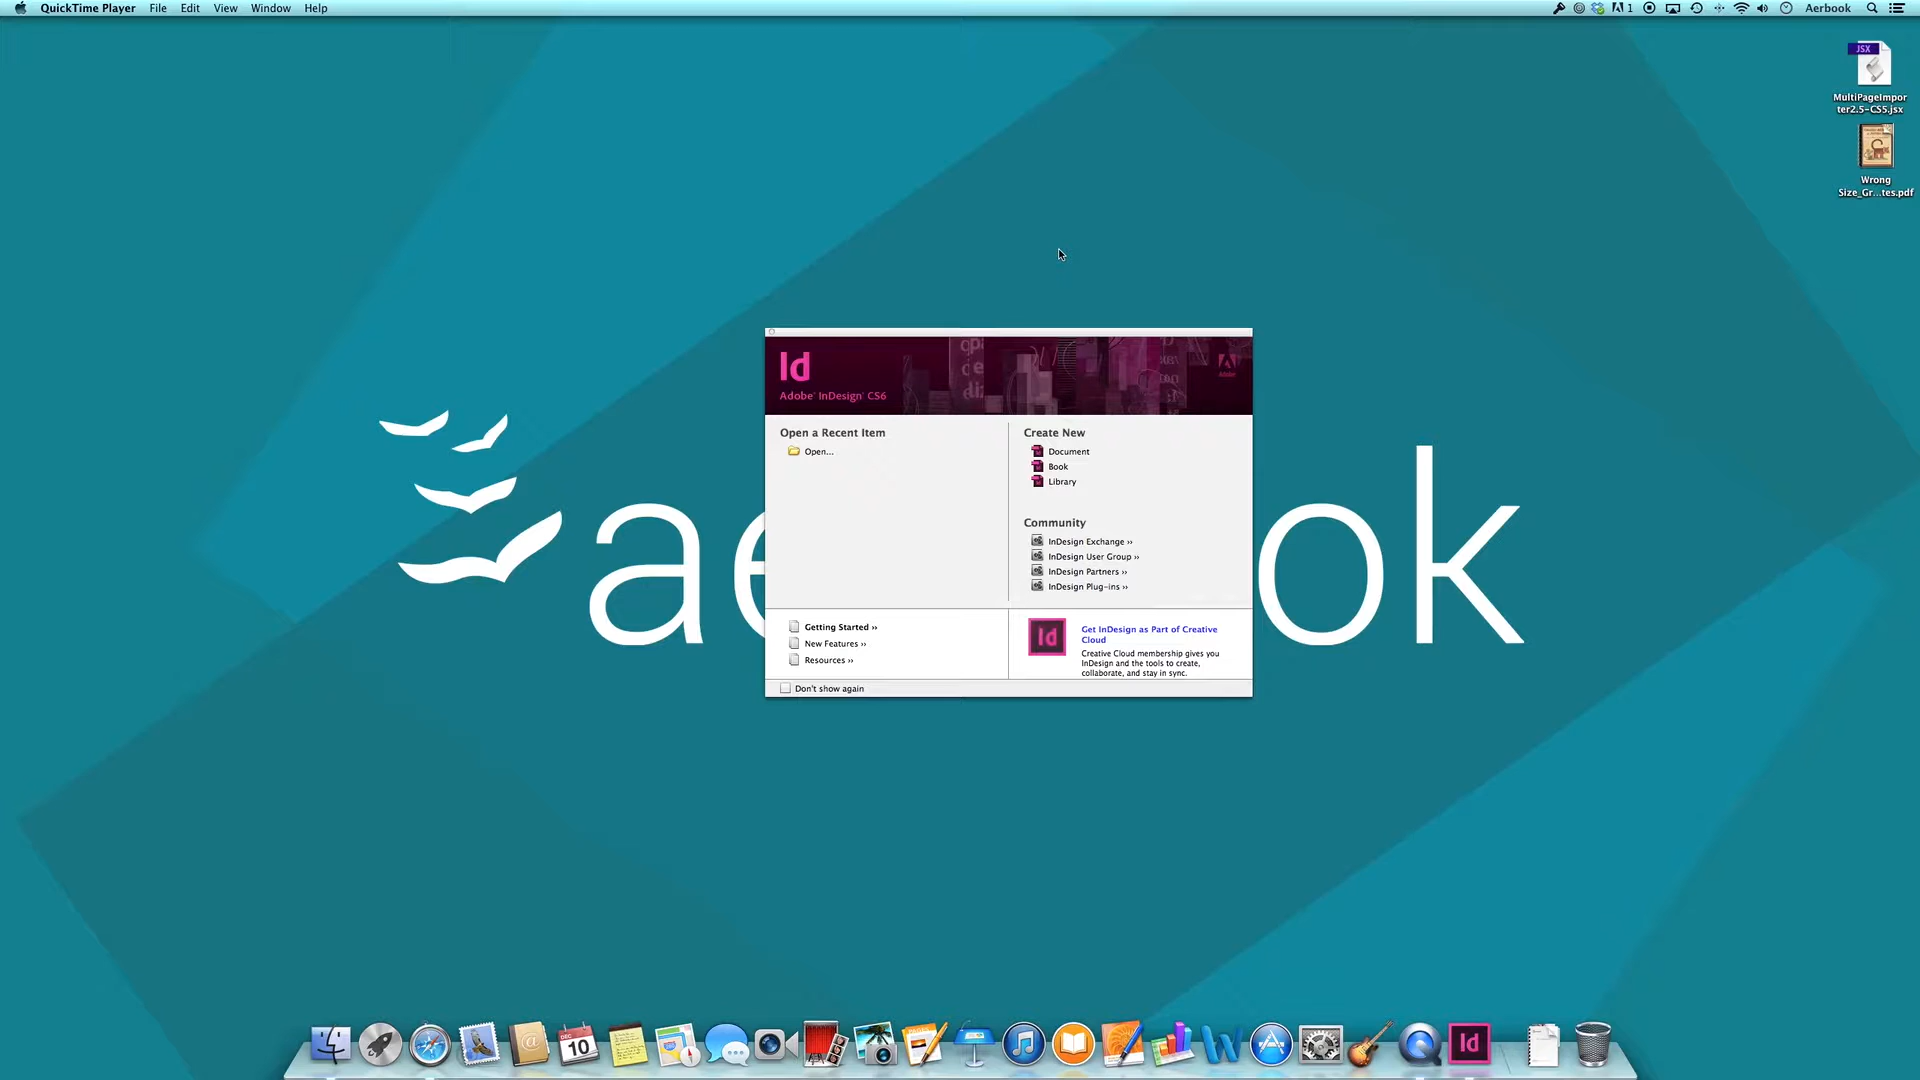 QuickTime Player File Edit View Window Help
1 Aerbook
JSX
MultiPageImpor
ter2.5-CS5.jsx
Wrong
Size_Gr...tes.pdf
Id
Adobe® InDesign® CS6
Adobe
Open a Recent Item
Open...
Create New
Document
Book
Library
Community
InDesign Exchange ››
InDesign User Group ››
InDesign Partners ››
InDesign Plug-ins ››
ae ok
Getting Started ››
New Features ››
Resources ››
Id
Get InDesign as Part of Creative
Cloud
Creative Cloud membership gives you
InDesign and the tools to create,
collaborate, and stay in sync.
Don't show again
DEC
10
Id